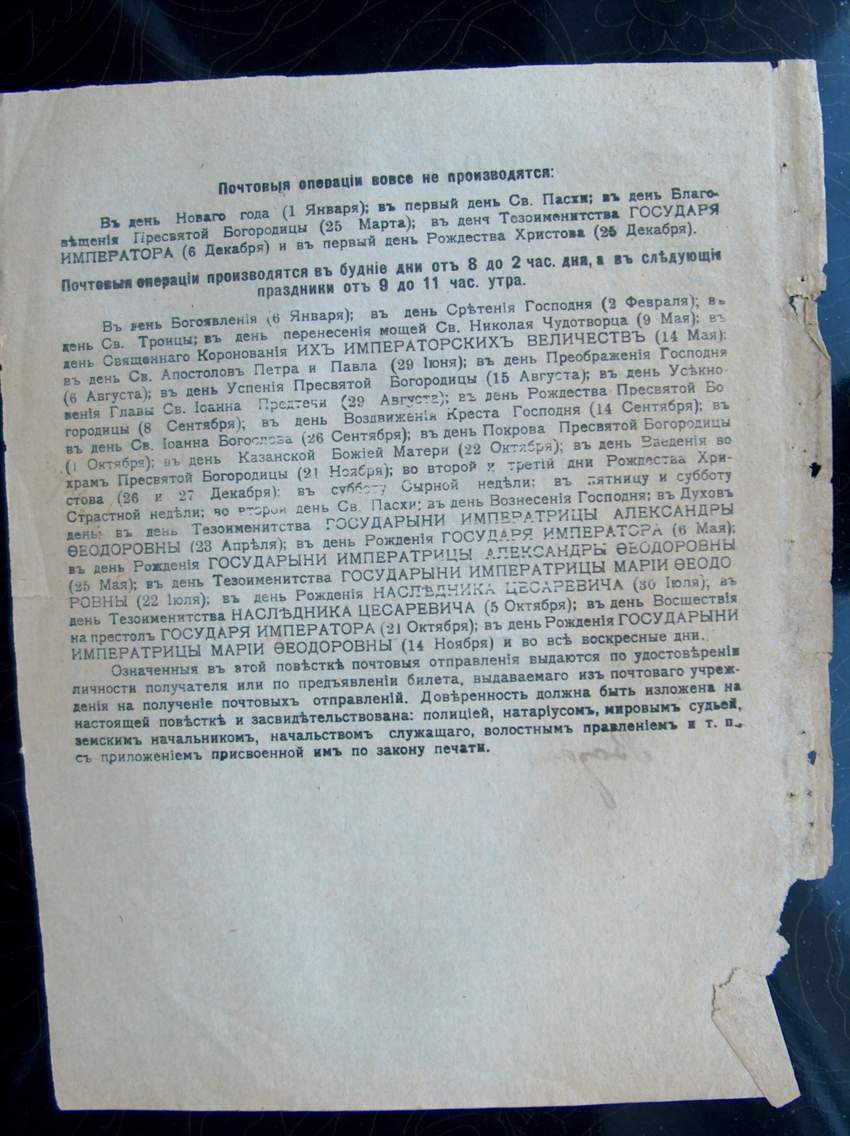 Почтовыя операціи вовсе не производятся:
Въ день Новаго года (1 Января); въ первый день Св. Пасхи; въ день Благо-
вѣщенія Пресвятой Богородицы (25 Марта); въ деня Тезоименитства ГОСУДАРЯ
ИМПЕРАТОРА (6 Декабря) и въ первый день Рождества Христова (25 Декабря).
Почтовыя операціи производятся въ будніе дни отъ 8 до 2 час. дня, а въ слѣдующія
праздники отъ 9 до 11 час. утра.
Въ день Богоявленія (6 Января); въ день Срѣтенія Господня (2 Февраля); въ
день Св. Троицы; въ день перенесенія мощей Св. Николая Чудотворца (9 Мая); въ
день Священнаго Коронованія ИХЪ ИМПЕРАТОРСКИХЪ ВЕЛИЧЕСТВЪ (14 Мая);
въ день Св. Апостоловъ Петра и Павла (29 Іюня); въ день Преображенія Господня
(6 Августа); въ день Успенія Пресвятой Богородицы (15 Августа); въ день Усѣкно-
венія Главы Св. Іоанна Предтечи (29 Августа); въ день Рождества Пресвятой Бо
городицы (8 Сентября); въ день Воздвиженія Креста Господня (14 Сентября); въ
въ день Св. Іоанна Богослова (26 Сентября); въ день Покрова Пресвятой Богородицы
(1 Октября); въ день Казанской Божіей Матери (22 Октября); въ день Введенія во
храмъ Пресвятой Богородицы (21 Ноября); во второй и третій дни Рождества Хри-
стова (26 и 27 Декабря); въ субботу Сырной недѣли; въ пятницу и субботу
Страстной недѣли; во второй день Св. Пасхи; въ день Вознесенія Господня; въ Духовъ
день; въ день Тезоименитства ГОСУДАРЫНИ ИМПЕРАТРИЦЫ АЛЕКСАНДРЫ
ѲЕОДОРОВНЫ (23 Апрѣля); въ день Рожденія ГОСУДАРЯ ИМПЕРАТОРА (6 Мая);
въ день Рожденія ГОСУДАРЫНИ ИМПЕРАТРИЦЫ АЛЕКСАНДРЫ ѲЕОДОРОВНЫ
(25 Мая); въ день Тезоименитства ГОСУДАРЫНИ ИМПЕРАТРИЦЫ МАРІИ ѲЕОДО
РОВНЫ (22 Іюля); въ день Рожденія НАСЛѢДНИКА ЦЕСАРЕВИЧА (30 Іюля); въ
день Тезоименитства НАСЛѢДНИКА ЦЕСАРЕВИЧА (5 Октября); въ день Восшествія
на престолъ ГОСУДАРЯ ИМПЕРАТОРА (21 Октября); въ день Рожденія ГОСУДАРЫНИ
ИМПЕРАТРИЦЫ МАРІИ ѲЕОДОРОВНЫ (14 Ноября) и во всѣ воскресные дни.
Означенныя въ этой повѣсткѣ почтовыя отправленія выдаются по удостовѣреніи
личности получателя или по предъявленіи билета, выдаваемаго изъ почтоваго учреж-
денія на полученіе почтовыхъ отправленій. Довѣренность должна быть изложена на
настоящей повѣсткѣ и засвидѣтельствована: полиціей, натаріусомъ, мировымъ судьей,
земскимъ начальникомъ, начальствомъ служащаго, волостнымъ правленіемъ и т. п.,
съ приложеніемъ присвоенной имъ по закону печати.